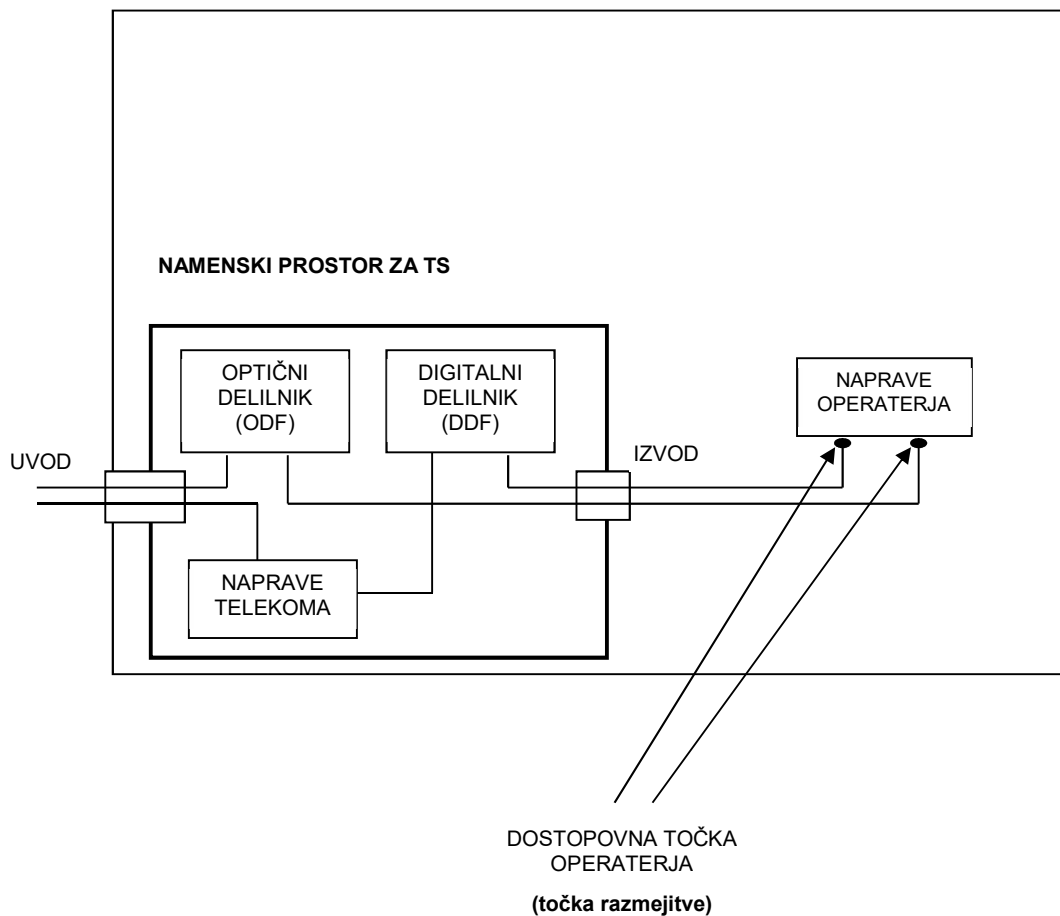 NAMENSKI PROSTOR ZA TS
OPTIČNI
DELILNIK
(ODF)
DIGITALNI
DELILNIK
(DDF)
NAPRAVE
OPERATERJA
UVOD
IZVOD
NAPRAVE
TELEKOMA
DOSTOPOVNA TOČKA
OPERATERJA
(točka razmejitve)